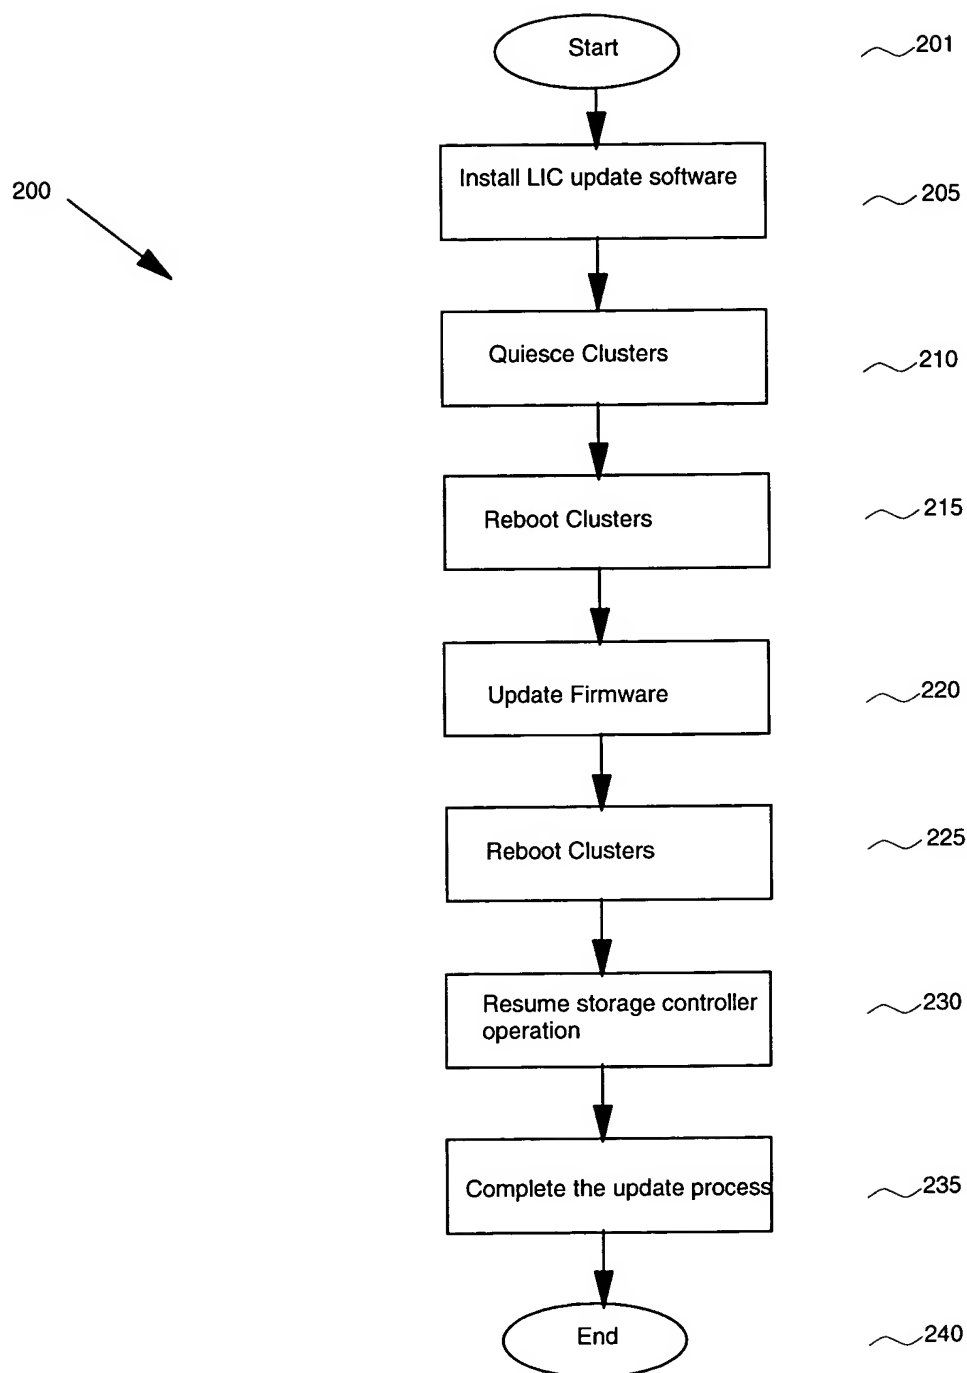 Start
201
200
Install LIC update software
205
Quiesce Clusters
210
Reboot Clusters
215
Update Firmware
220
Reboot Clusters
225
Resume storage controller
operation
230
Complete the update process
235
End
240